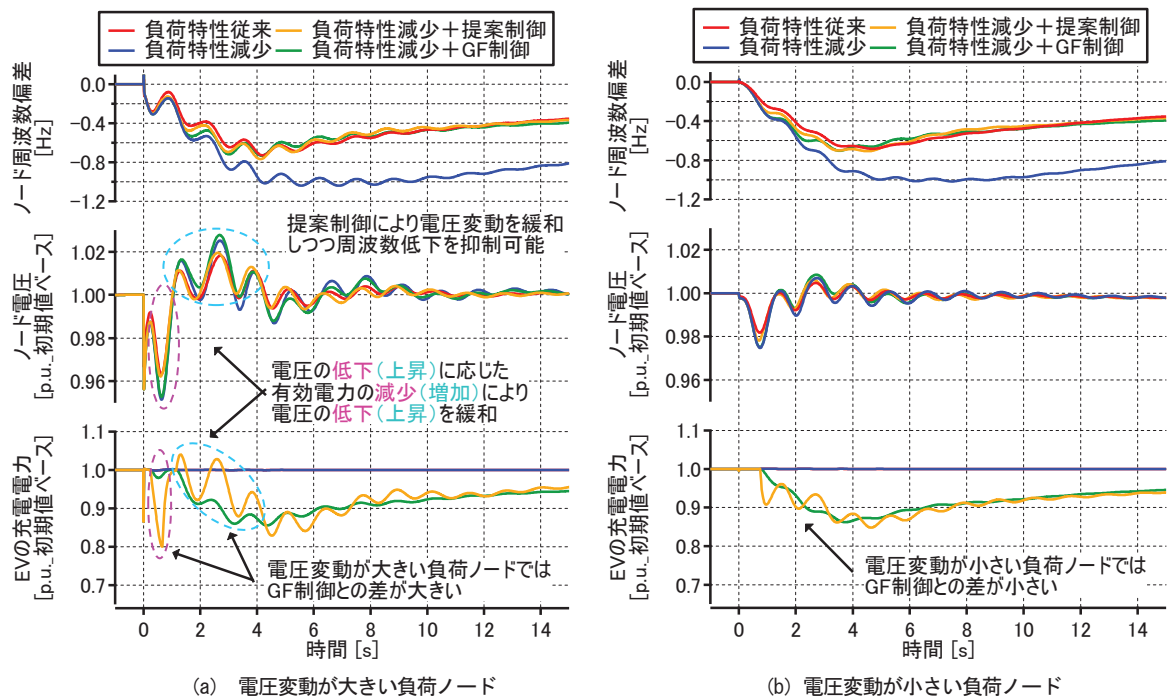 負荷特性従来 負荷特性減少＋提案制御
負荷特性減少 負荷特性減少＋GF制御
ノード周波数偏差
[Hz]
0.0
−0.4
−0.8
−1.2
提案制御により電圧変動を緩和
しつつ周波数低下を抑制可能
ノード電圧
[p.u._初期値ベース]
1.02
1.00
0.98
0.96
電圧の低下(上昇)に応じた
有効電力の減少(増加)により
電圧の低下(上昇)を緩和
EVの充電電力
[p.u._初期値ベース]
1.1
1.0
0.9
0.8
0.7
電圧変動が大きい負荷ノードでは
GF制御との差が大きい
0 2 4 6 8 10 12 14
時間 [s]
(a) 電圧変動が大きい負荷ノード
負荷特性従来 負荷特性減少＋提案制御
負荷特性減少 負荷特性減少＋GF制御
ノード周波数偏差
[Hz]
0.0
−0.4
−0.8
−1.2
ノード電圧
[p.u._初期値ベース]
1.02
1.00
0.98
0.96
EVの充電電力
[p.u._初期値ベース]
1.1
1.0
0.9
0.8
0.7
電圧変動が小さい負荷ノードでは
GF制御との差が小さい
0 2 4 6 8 10 12 14
時間 [s]
(b) 電圧変動が小さい負荷ノード